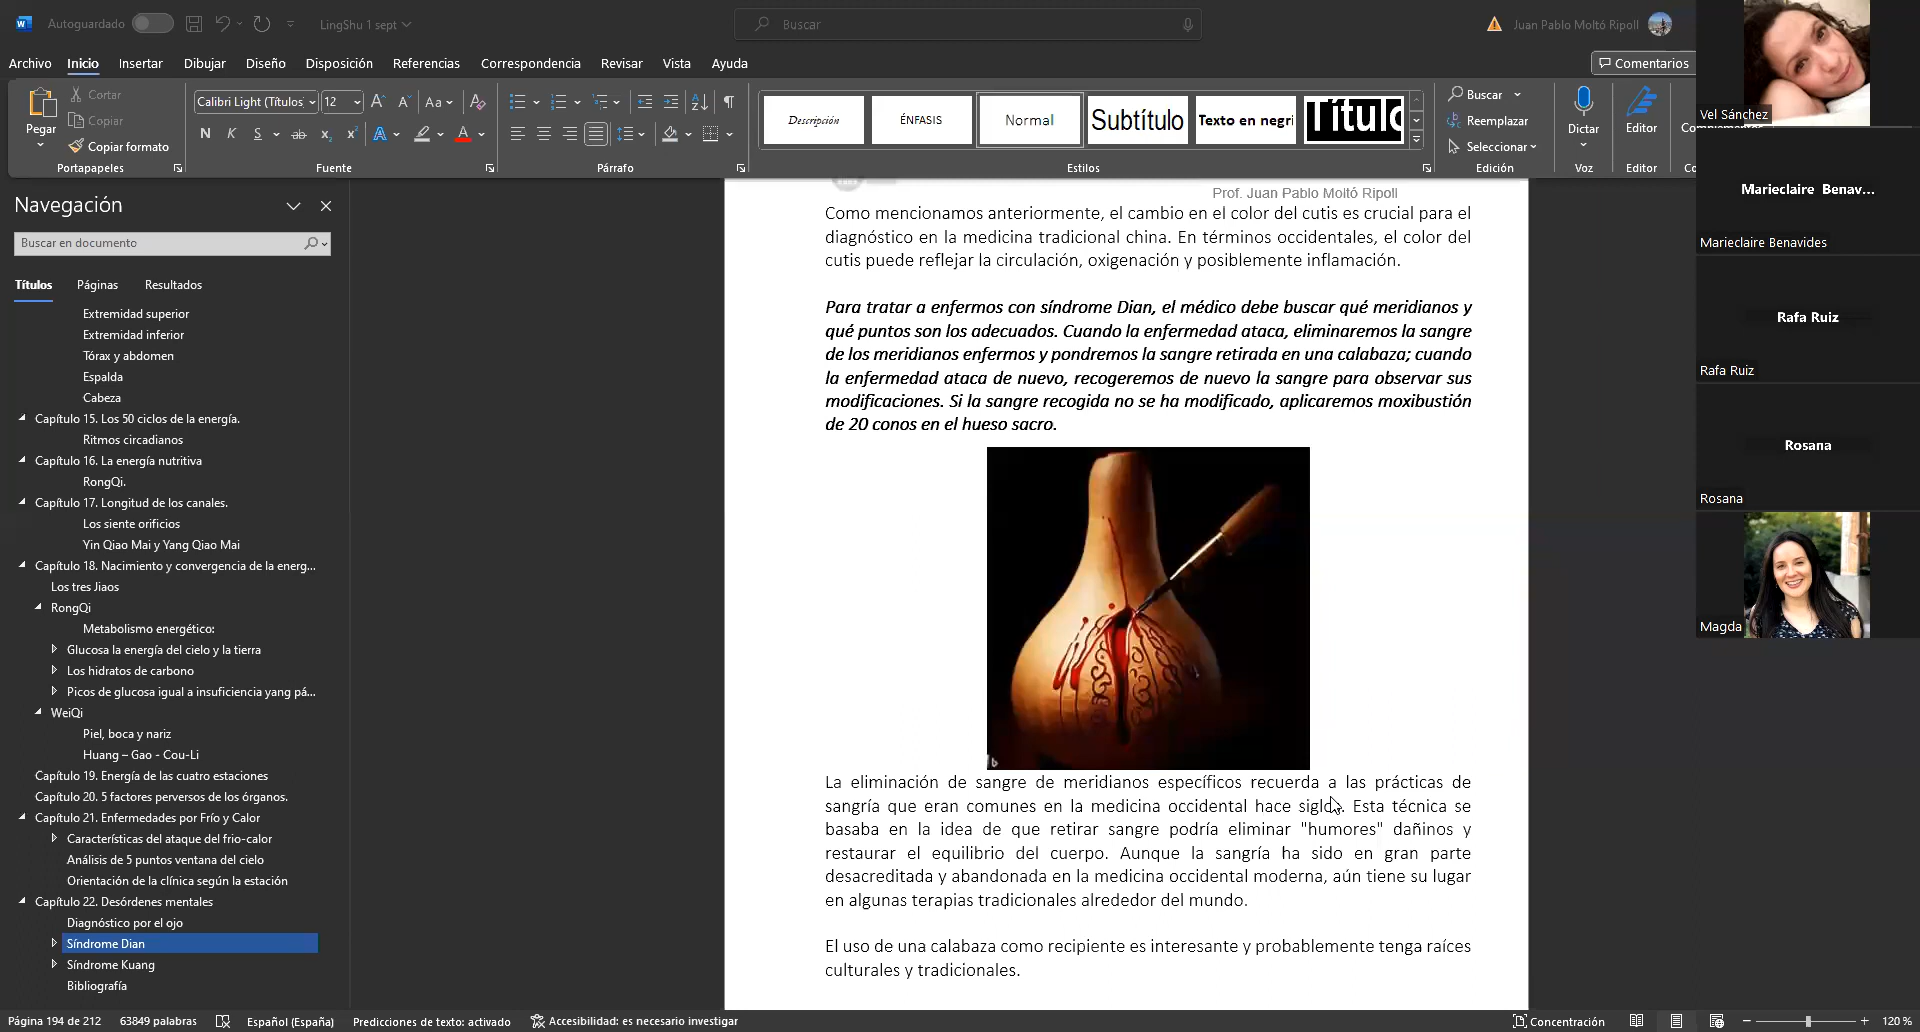 Autoguardado
LingShu 1 sept
Buscar
Juan Pablo Moltó Ripoll
Archivo Inicio Insertar Dibujar Diseño Disposición Referencias Correspondencia Revisar Vista Ayuda
Comentarios
Pegar
Cortar
Copiar
Copiar formato
Portapapeles
Calibri Light (Títulos 12
N K S ab x₂ x² A A
Aa
Fuente
Párrafo
Descripción ÉNFASIS Normal Subtítulo Texto en negri Título
Estilos
Buscar
Reemplazar
Seleccionar
Edición
Dictar
Voz
Editor
Editor
Navegación
Buscar en documento
Títulos Páginas Resultados
Extremidad superior
Extremidad inferior
Tórax y abdomen
Espalda
Cabeza
Capítulo 15. Los 50 ciclos de la energía.
Ritmos circadianos
Capítulo 16. La energía nutritiva
RongQi.
Capítulo 17. Longitud de los canales.
Los siente orificios
Yin Qiao Mai y Yang Qiao Mai
Capítulo 18. Nacimiento y convergencia de la energ...
Los tres Jiaos
RongQi
Metabolismo energético:
Glucosa la energía del cielo y la tierra
Los hidratos de carbono
Picos de glucosa igual a insuficiencia yang pá...
WeiQi
Piel, boca y nariz
Huang – Gao - Cou-Li
Capítulo 19. Energía de las cuatro estaciones
Capítulo 20. 5 factores perversos de los órganos.
Capítulo 21. Enfermedades por Frío y Calor
Características del ataque del frio-calor
Análisis de 5 puntos ventana del cielo
Orientación de la clínica según la estación
Capítulo 22. Desórdenes mentales
Diagnóstico por el ojo
Síndrome Dian
Síndrome Kuang
Bibliografía
Prof. Juan Pablo Moltó Ripoll
Como mencionamos anteriormente, el cambio en el color del cutis es crucial para el
diagnóstico en la medicina tradicional china. En términos occidentales, el color del
cutis puede reflejar la circulación, oxigenación y posiblemente inflamación.
Para tratar a enfermos con síndrome Dian, el médico debe buscar qué meridianos y
qué puntos son los adecuados. Cuando la enfermedad ataca, eliminaremos la sangre
de los meridianos enfermos y pondremos la sangre retirada en una calabaza; cuando
la enfermedad ataca de nuevo, recogeremos de nuevo la sangre para observar sus
modificaciones. Si la sangre recogida no se ha modificado, aplicaremos moxibustión
de 20 conos en el hueso sacro.
La eliminación de sangre de meridianos específicos recuerda a las prácticas de
sangría que eran comunes en la medicina occidental hace siglos. Esta técnica se
basaba en la idea de que retirar sangre podría eliminar "humores" dañinos y
restaurar el equilibrio del cuerpo. Aunque la sangría ha sido en gran parte
desacreditada y abandonada en la medicina occidental moderna, aún tiene su lugar
en algunas terapias tradicionales alrededor del mundo.
El uso de una calabaza como recipiente es interesante y probablemente tenga raíces
culturales y tradicionales.
Vel Sánchez
Marieclaire Benav...
Marieclaire Benavides
Rafa Ruiz
Rafa Ruiz
Rosana
Rosana
Magda
Página 194 de 212 63849 palabras Español (España) Predicciones de texto: activado Accesibilidad: es necesario investigar
Concentración 120 %